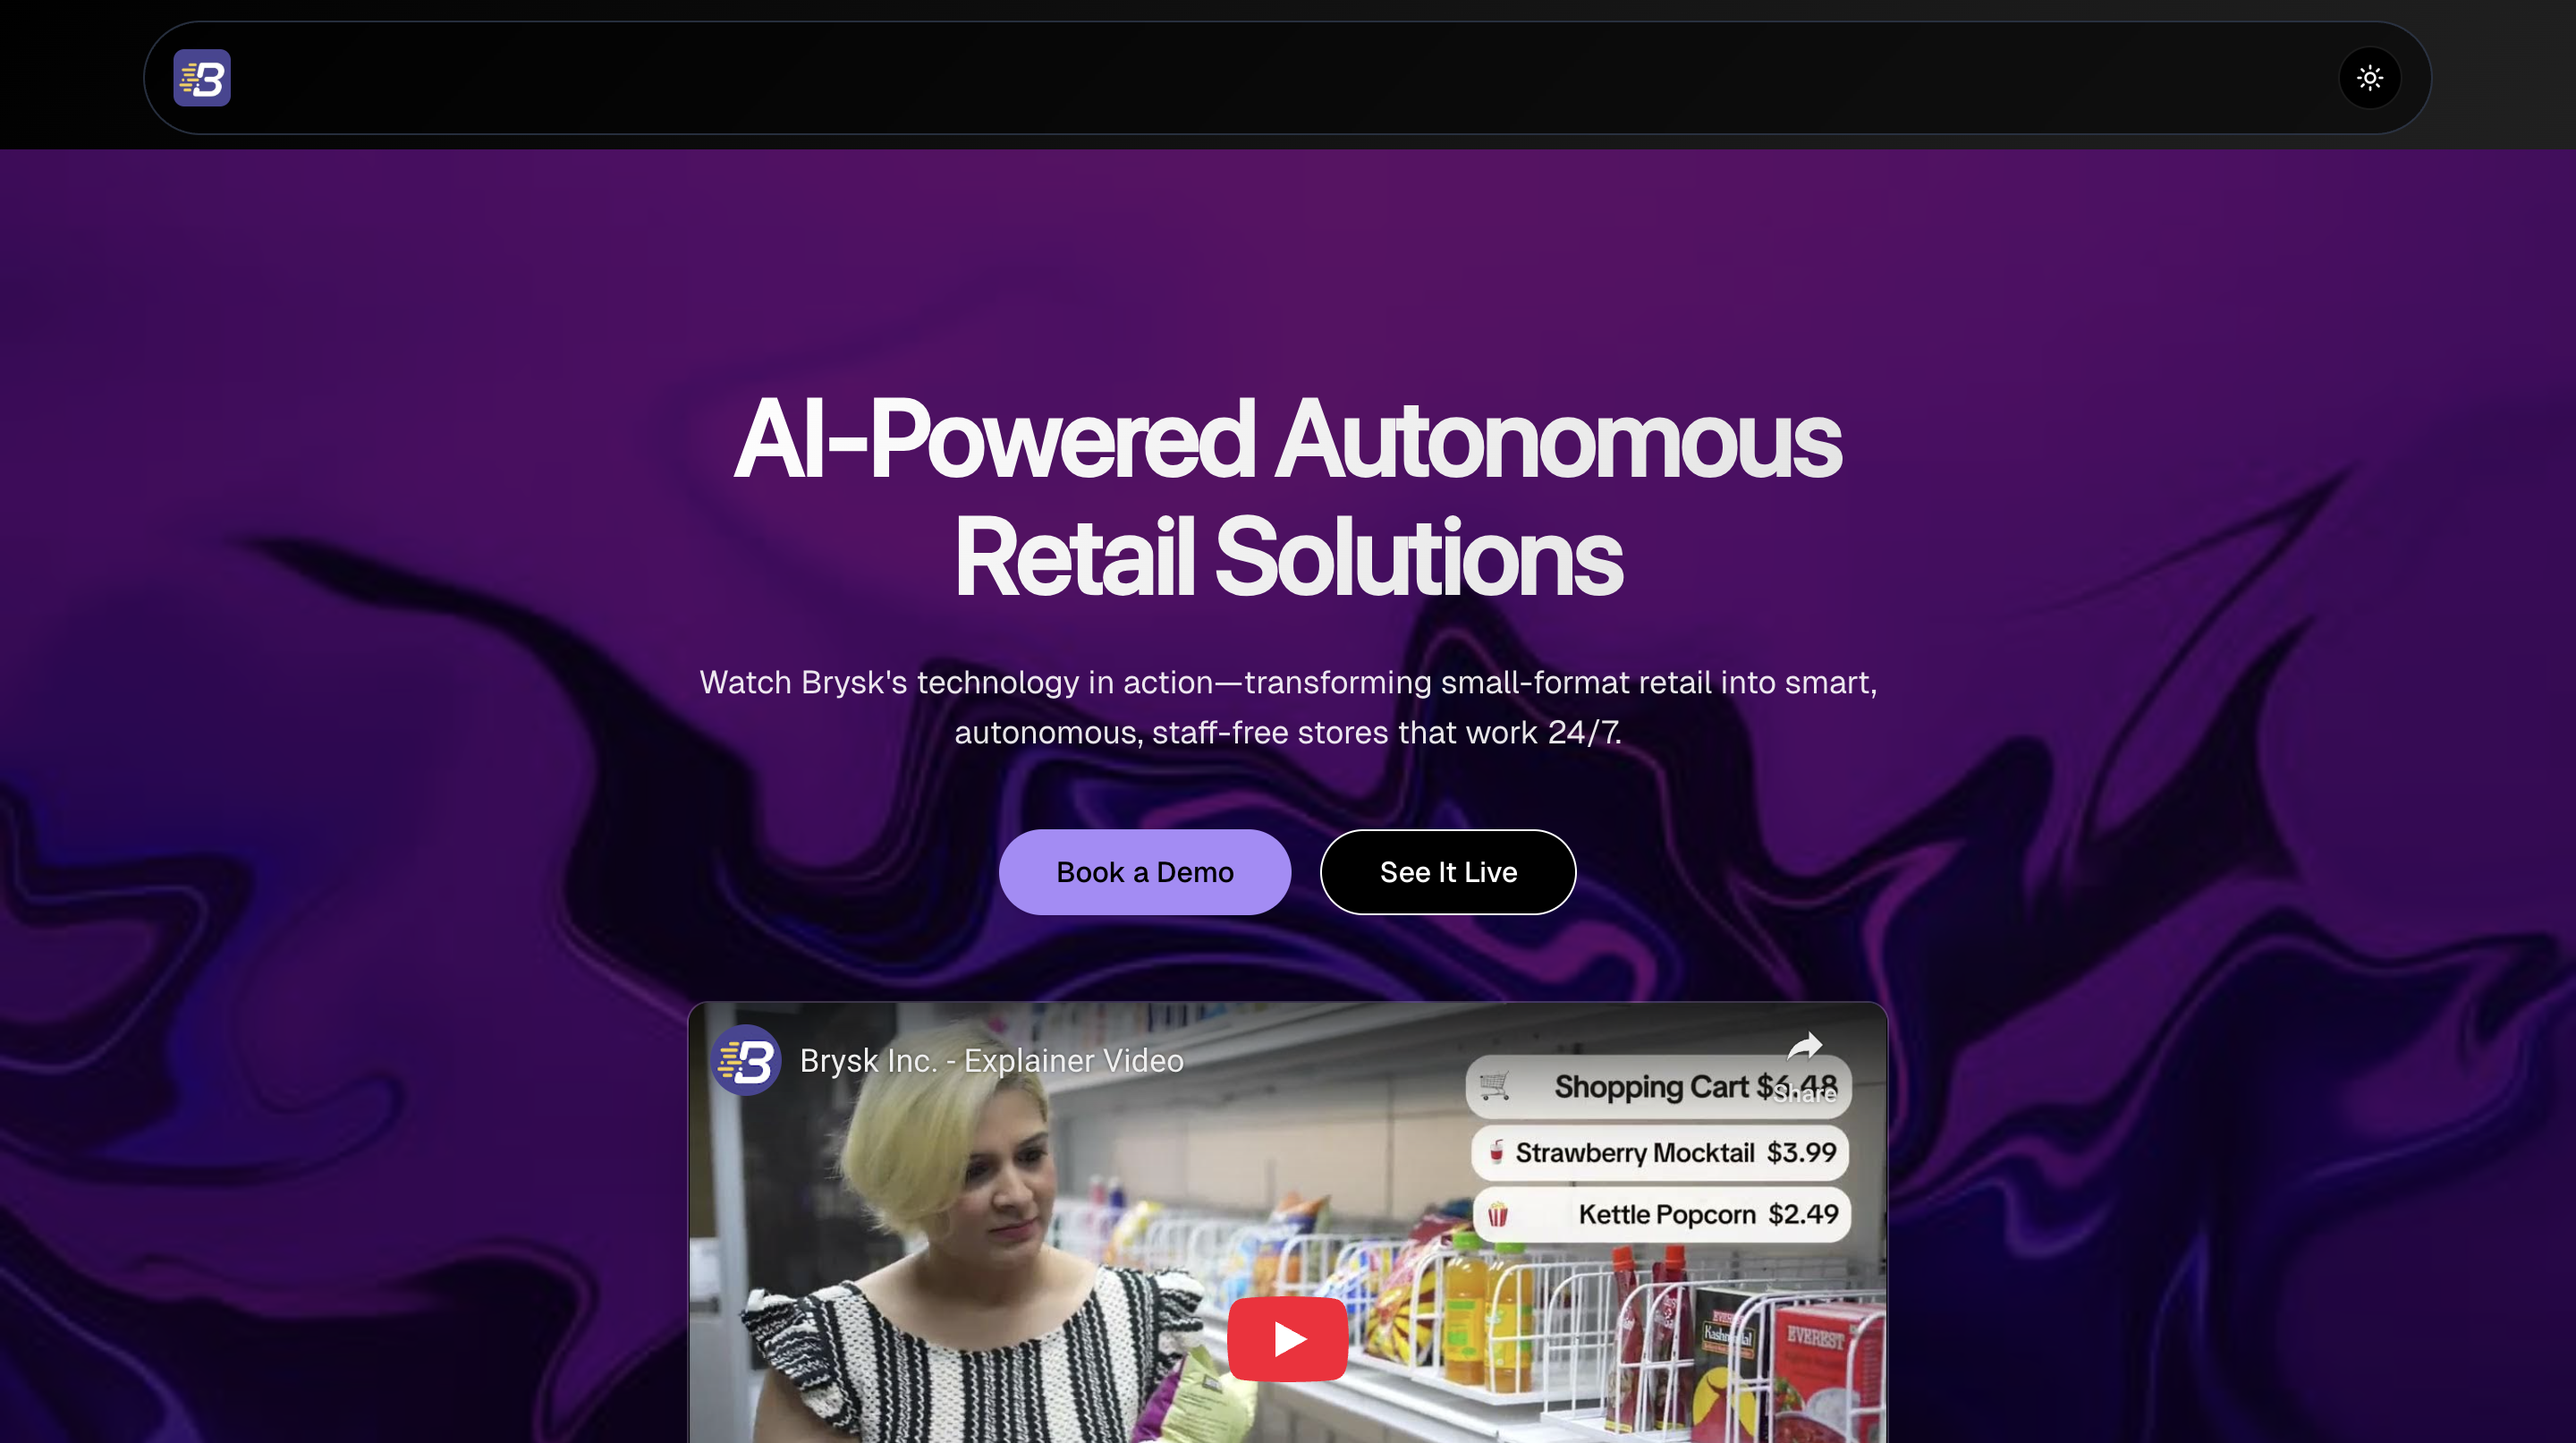 B
AI-Powered Autonomous
Retail Solutions
Watch Brysk's technology in action—transforming small-format retail into smart,
autonomous, staff-free stores that work 24/7.
Book a Demo
See It Live
B
Brysk Inc. - Explainer Video
Share
Shopping Cart $6.48
Strawberry Mocktail $3.99
Kettle Popcorn $2.49
EVEREST